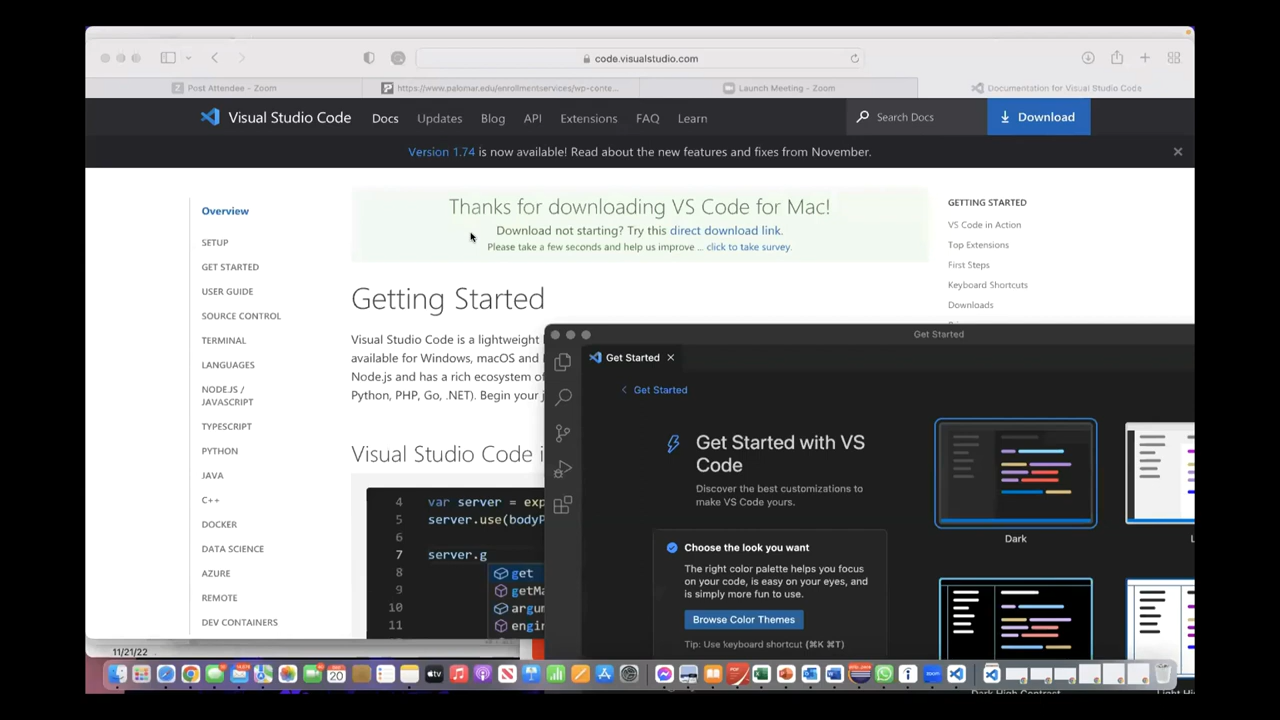 code.visualstudio.com
Post Attendee - Zoom
https://www.palomar.edu/enrollmentservices/wp-conte...
Launch Meeting - Zoom
Documentation for Visual Studio Code
Visual Studio Code
Docs
Updates
Blog
API
Extensions
FAQ
Learn
Search Docs
Download
Version 1.74 is now available! Read about the new features and fixes from November.
Overview
SETUP
GET STARTED
USER GUIDE
SOURCE CONTROL
TERMINAL
LANGUAGES
NODE.JS /
JAVASCRIPT
TYPESCRIPT
PYTHON
JAVA
C++
DOCKER
DATA SCIENCE
AZURE
REMOTE
DEV CONTAINERS
Thanks for downloading VS Code for Mac!
Download not starting? Try this direct download link.
Please take a few seconds and help us improve ... click to take survey.
Getting Started
Visual Studio Code is a lightweight
available for Windows, macOS and
Node.js and has a rich ecosystem of
Python, PHP, Go, .NET). Begin your
Visual Studio Code
4 var server = exp
5 server.use(bodyP
6
7 server.g
8 get
9 getMa
10 argum
11 engin
GETTING STARTED
VS Code in Action
Top Extensions
First Steps
Keyboard Shortcuts
Downloads
Get Started
Get Started
Get Started
Get Started with VS
Code
Discover the best customizations to
make VS Code yours.
Choose the look you want
The right color palette helps you focus
on your code, is easy on your eyes, and
is simply more fun to use.
Browse Color Themes
Tip: Use keyboard shortcut (⌘K ⌘T)
Dark
11/21/22
DEC
20
tv
zoom
Dark High Contrast